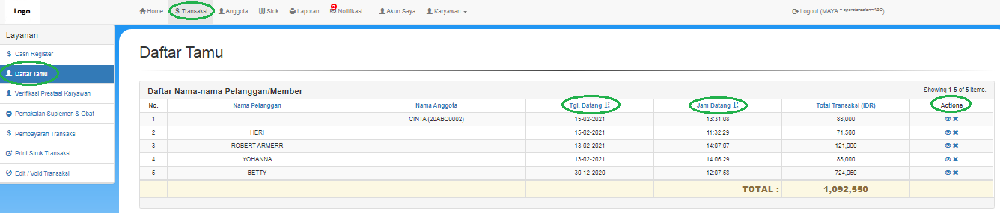 Logo
Home $ Transaksi Anggota Stok Laporan 3 Notifikasi Akun Saya Karyawan Logout (MAYA - operatorsalon-ABC)
Layanan
$ Cash Register
Daftar Tamu
Verifikasi Prestasi Karyawan
Pemakaian Suplemen & Obat
$ Pembayaran Transaksi
Print Struk Transaksi
Edit / Void Transaksi
Daftar Tamu
Daftar Nama-nama Pelanggan/Member Showing 1-5 of 5 items.
No. Nama Pelanggan Nama Anggota Tgl. Datang Jam Datang Total Transaksi (IDR) Actions
1 CINTA (20ABC0002) 15-02-2021 13:31:08 88,000
2 HERI 15-02-2021 11:32:29 71,500
3 ROBERT ARMERR 13-02-2021 14:07:07 121,000
4 YOHANNA 13-02-2021 14:06:29 88,000
5 BETTY 30-12-2020 12:07:58 724,050
TOTAL : 1,092,550